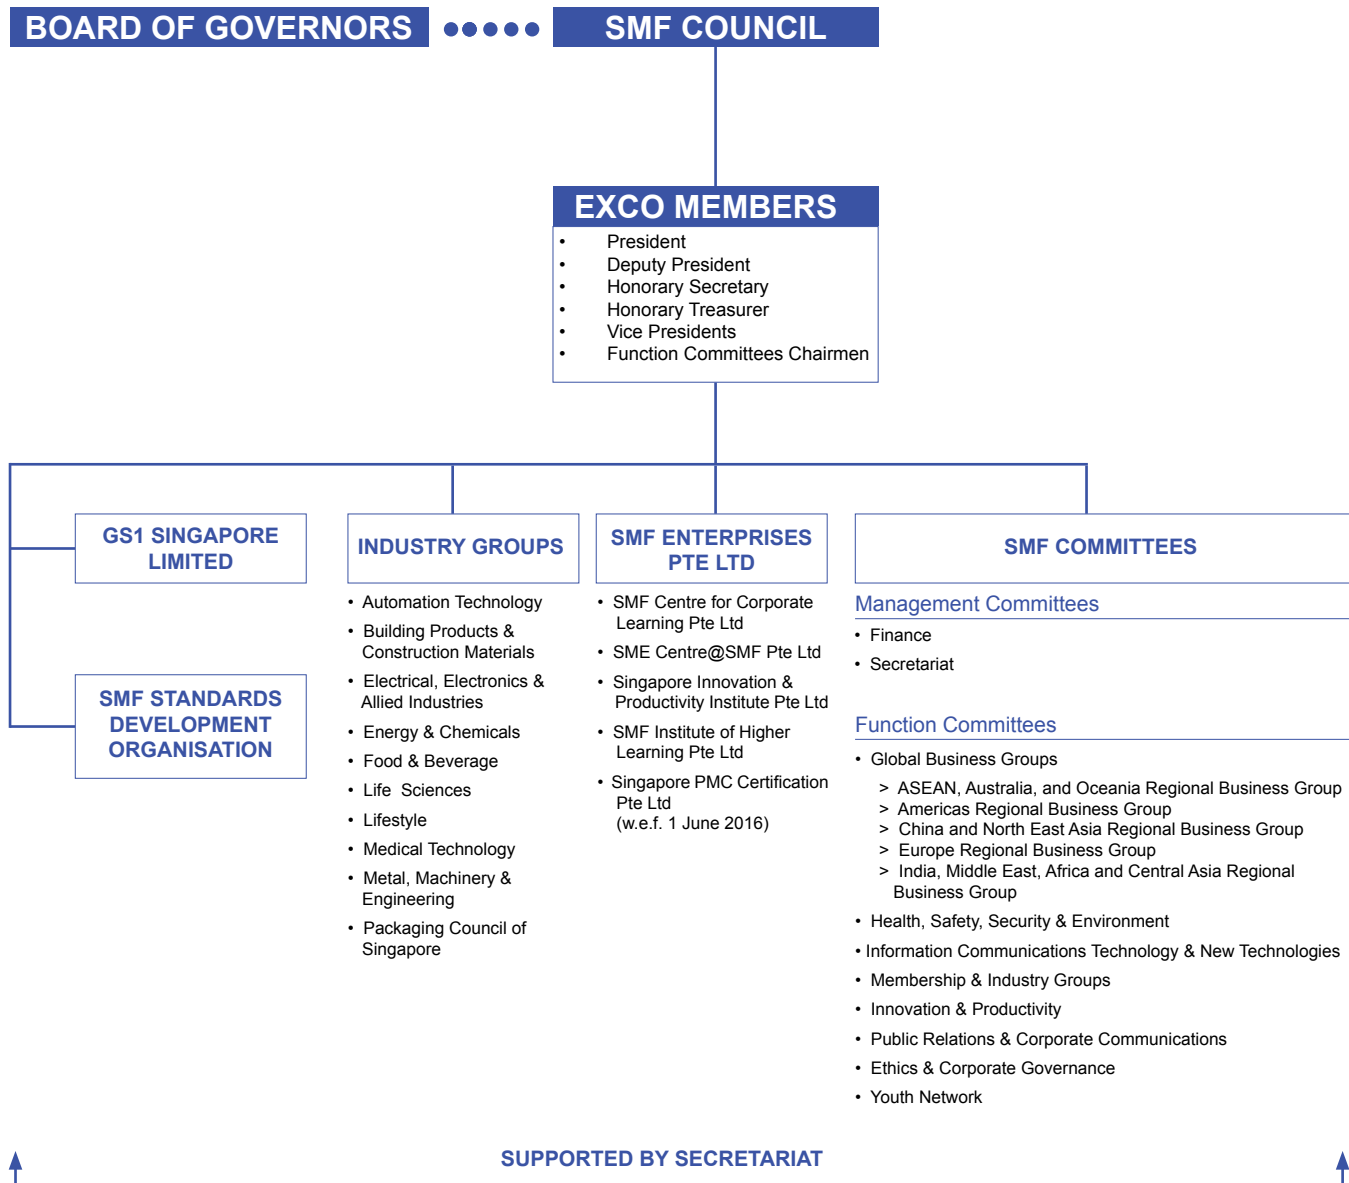 BOARD OF GOVERNORS
SMF COUNCIL
EXCO MEMBERS
• President
• Deputy President
• Honorary Secretary
• Honorary Treasurer
• Vice Presidents
• Function Committees Chairmen
GS1 SINGAPORE
LIMITED
SMF STANDARDS
DEVELOPMENT
ORGANISATION
INDUSTRY GROUPS
• Automation Technology
• Building Products &
Construction Materials
• Electrical, Electronics &
Allied Industries
• Energy & Chemicals
• Food & Beverage
• Life Sciences
• Lifestyle
• Medical Technology
• Metal, Machinery &
Engineering
• Packaging Council of
Singapore
SMF ENTERPRISES
PTE LTD
• SMF Centre for Corporate
Learning Pte Ltd
• SME Centre@SMF Pte Ltd
• Singapore Innovation &
Productivity Institute Pte Ltd
• SMF Institute of Higher
Learning Pte Ltd
• Singapore PMC Certification
Pte Ltd
(w.e.f. 1 June 2016)
SMF COMMITTEES
Management Committees
• Finance
• Secretariat
Function Committees
• Global Business Groups
> ASEAN, Australia, and Oceania Regional Business Group
> Americas Regional Business Group
> China and North East Asia Regional Business Group
> Europe Regional Business Group
> India, Middle East, Africa and Central Asia Regional
Business Group
• Health, Safety, Security & Environment
• Information Communications Technology & New Technologies
• Membership & Industry Groups
• Innovation & Productivity
• Public Relations & Corporate Communications
• Ethics & Corporate Governance
• Youth Network
SUPPORTED BY SECRETARIAT